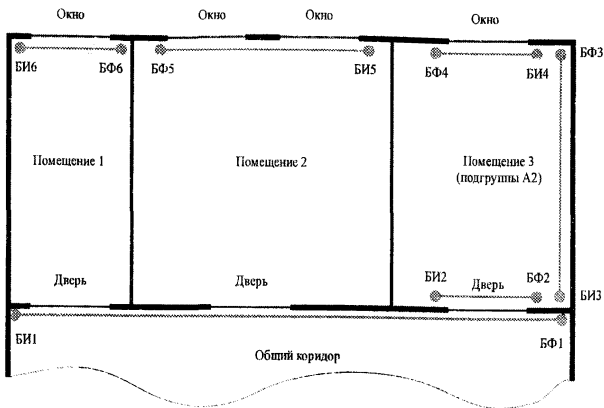 Окно
Окно
Окно
Окно
БИ6
БФ6
БФ5
БИ5
БФ4
БИ4
БФ3
Помещение 1
Помещение 2
Помещение 3
(подгруппы А2)
Дверь
Дверь
БИ2
Дверь
БФ2
БИ3
БИ1
БФ1
Общий коридор